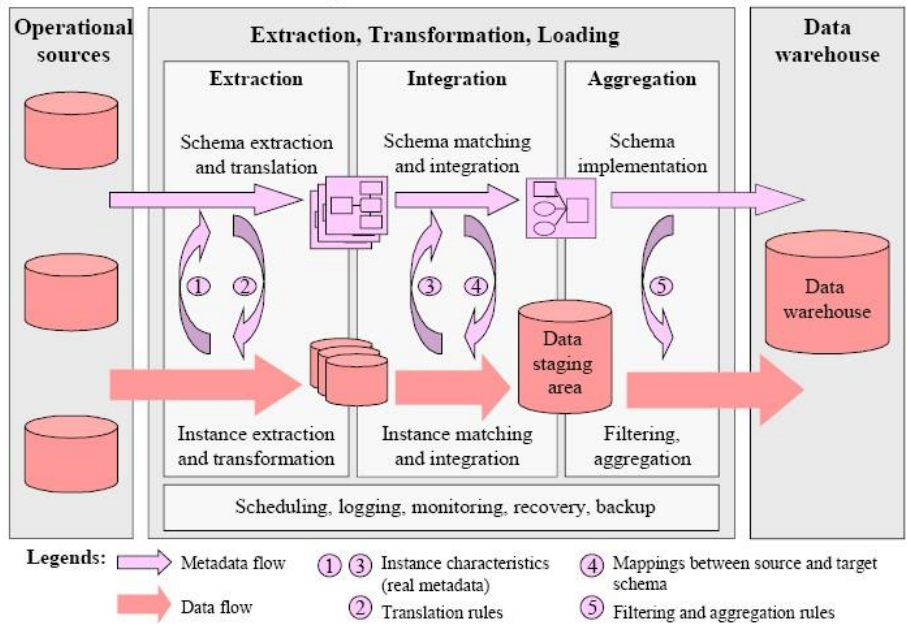 Operational
sources
Extraction, Transformation, Loading
Data
warehouse
Extraction
Integration
Aggregation
Schema extraction
and translation
Schema matching
and integration
Schema
implementation
1
2
3
4
5
Data
warehouse
Data
staging
area
Instance extraction
and transformation
Instance matching
and integration
Filtering,
aggregation
Scheduling, logging, monitoring, recovery, backup
Legends:
Metadata flow
Data flow
1 3 Instance characteristics
(real metadata)
2 Translation rules
4 Mappings between source and target
schema
5 Filtering and aggregation rules